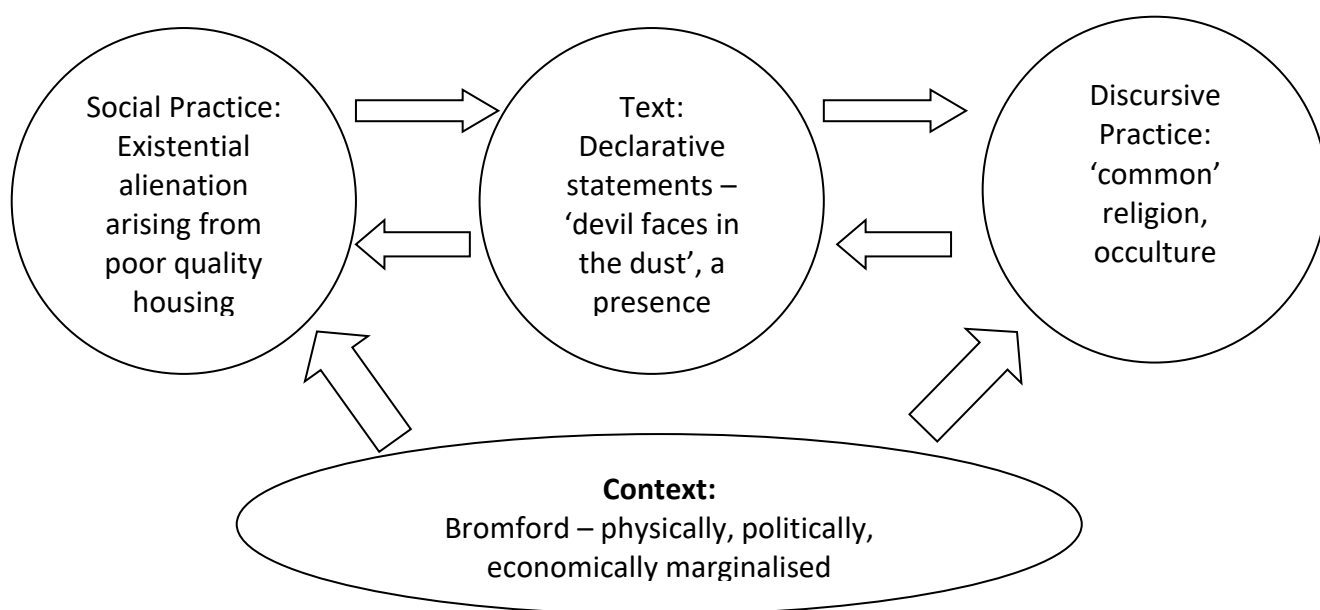 Social Practice:
Existential
alienation
arising from
poor quality
housing
Text:
Declarative
statements –
‘devil faces in
the dust’, a
presence
Discursive
Practice:
‘common’
religion,
occulture
Context:
Bromford – physically, politically,
economically marginalised